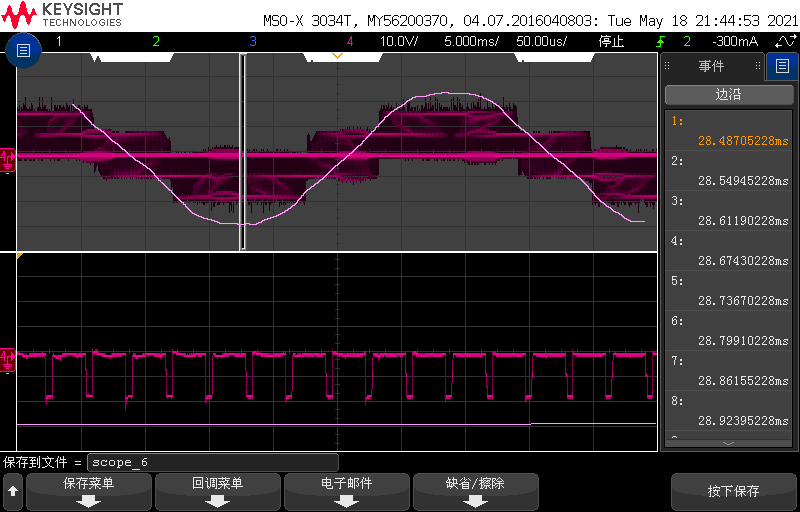 KEYSIGHT
TECHNOLOGIES
MSO-X 3034T, MY56200370, 04.07.2016040803: Tue May 18 21:44:53 2021
1 2 3 4 10.0V/ 5.000ms/ 50.00us/ 停止 2 -300mA
事件
边沿
1:
28.48705228ms
2:
28.54945228ms
3:
28.61190228ms
4:
28.67430228ms
5:
28.73670228ms
6:
28.79910228ms
7:
28.86155228ms
8:
28.92395228ms
4
4
保存到文件 = scope_6
保存菜单 回调菜单 电子邮件 缺省/擦除 按下保存